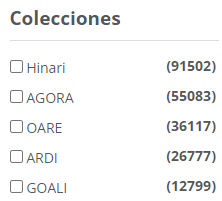 Colecciones
Hinari (91502)
AGORA (55083)
OARE (36117)
ARDI (26777)
GOALI (12799)